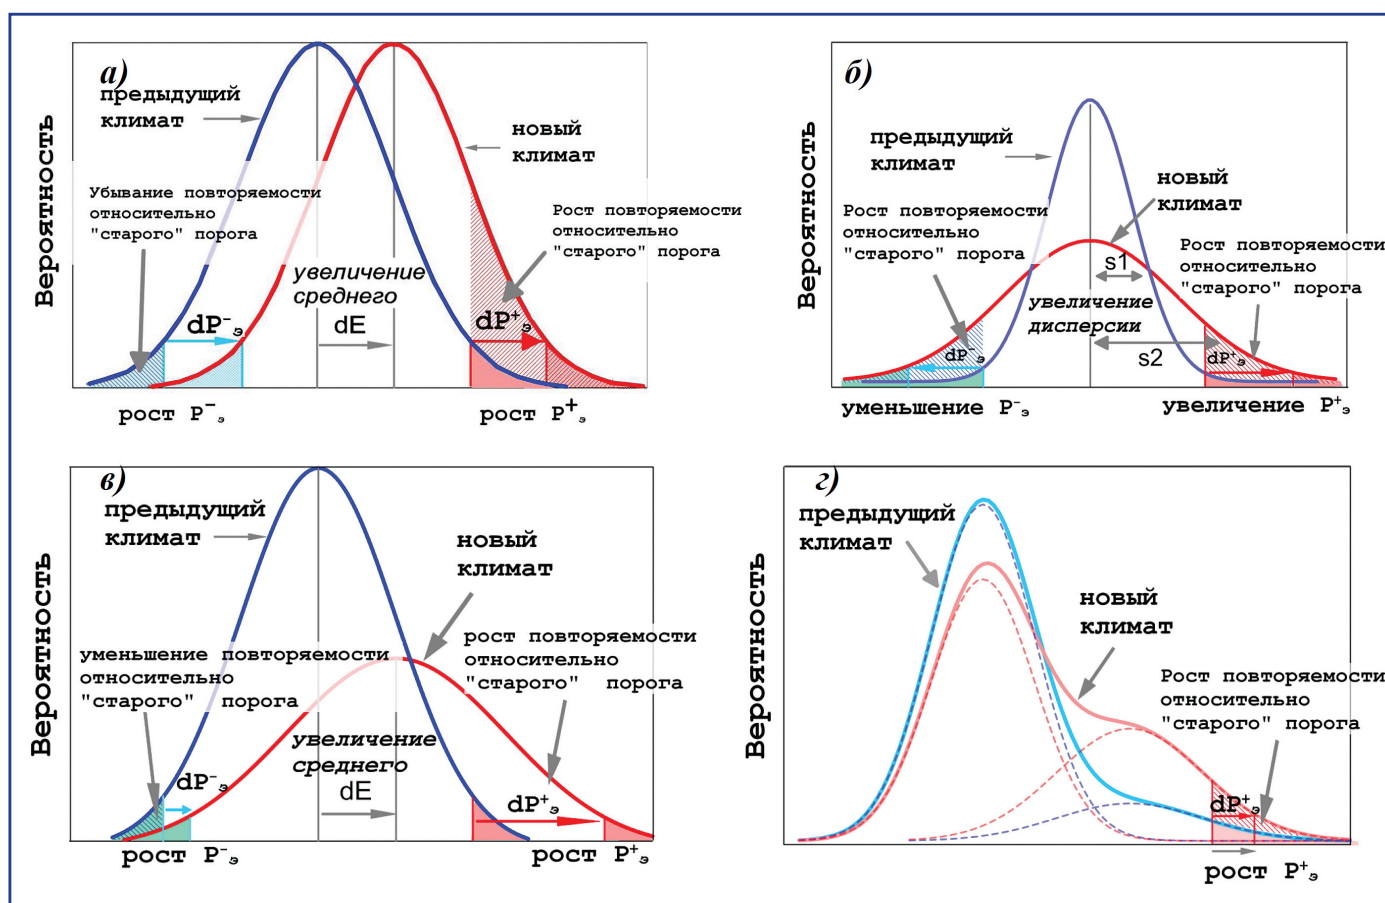 а)
предыдущий
климат
новый
климат
Убывание повторяемости
относительно
"старого" порога
Рост повторяемости
относительно
"старого" порога
увеличение
среднего
dE
dP⁻э
dP⁺э
рост P⁻э
рост P⁺э
Вероятность
б)
предыдущий
климат
новый
климат
Рост повторяемости
относительно
"старого" порога
Рост повторяемости
относительно
"старого" порога
s1
увеличение
дисперсии
s2
dP⁻э
dP⁺э
уменьшение P⁻э
увеличение P⁺э
Вероятность
в)
предыдущий
климат
новый
климат
уменьшение повторяемости
относительно
"старого" порога
рост повторяемости
относительно
"старого" порога
увеличение
среднего
dE
dP⁻э
dP⁺э
рост P⁻э
рост P⁺э
Вероятность
г)
предыдущий
климат
новый
климат
Рост повторяемости
относительно
"старого" порога
dP⁺э
рост P⁺э
Вероятность